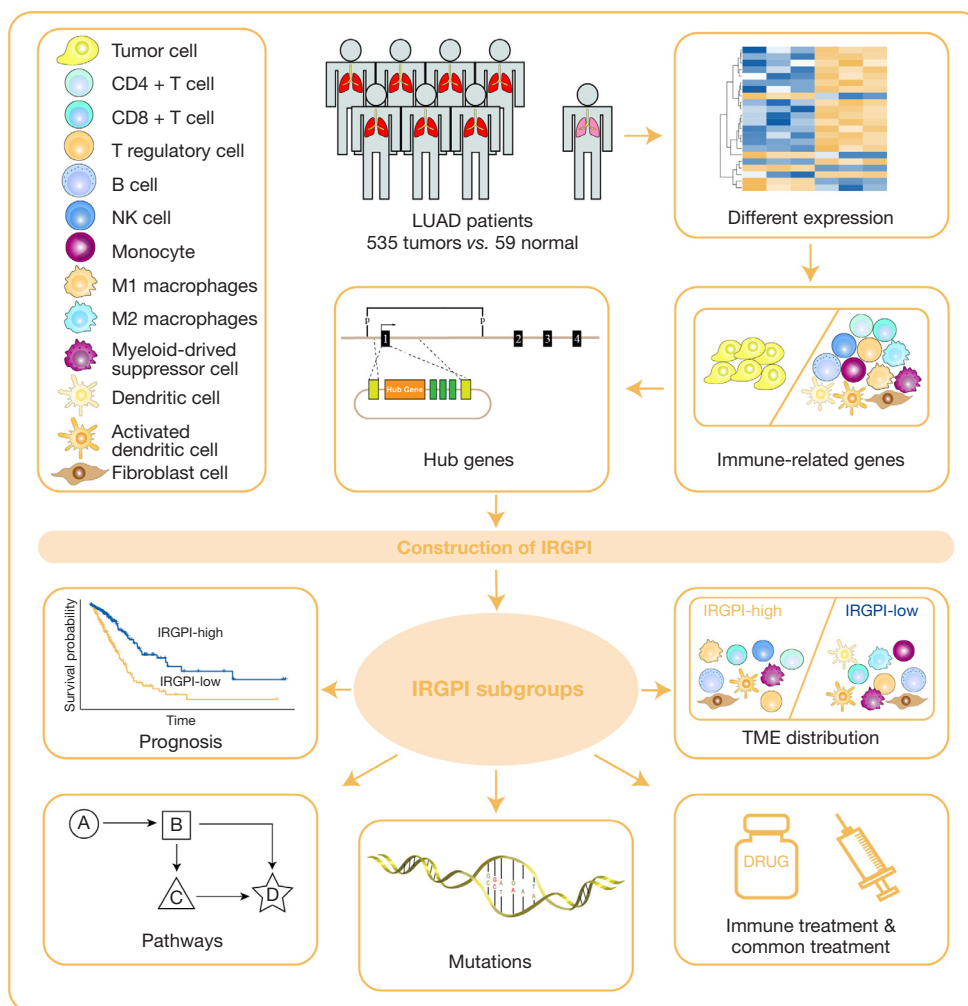 Tumor cell
CD4 + T cell
CD8 + T cell
T regulatory cell
B cell
NK cell
Monocyte
M1 macrophages
M2 macrophages
Myeloid-drived
suppressor cell
Dendritic cell
Activated
dendritic cell
Fibroblast cell
LUAD patients
535 tumors vs. 59 normal
Different expression
P
P
1
2
3
4
Hub Gene
Hub genes
Immune-related genes
Construction of IRGPI
Survival probability
IRGPI-high
IRGPI-low
Time
Prognosis
IRGPI subgroups
IRGPI-high
IRGPI-low
TME distribution
A
B
C
D
Pathways
Mutations
DRUG
Immune treatment &
common treatment